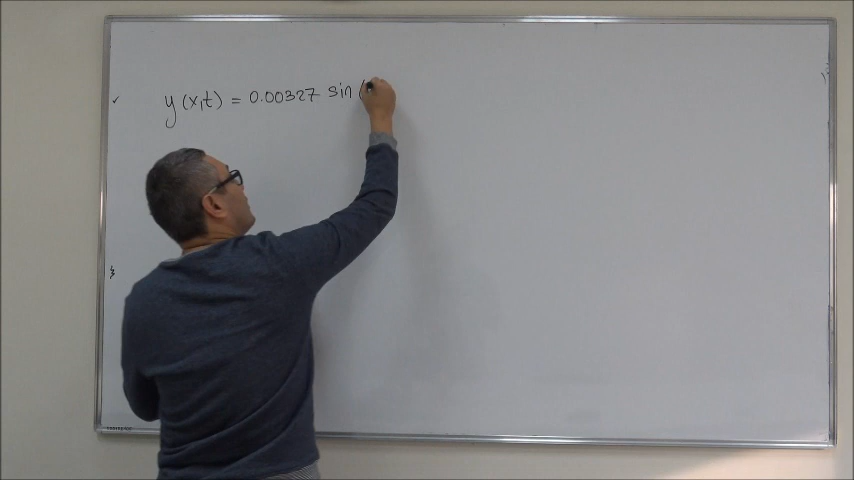 y(x,t) = 0.00327 sin (